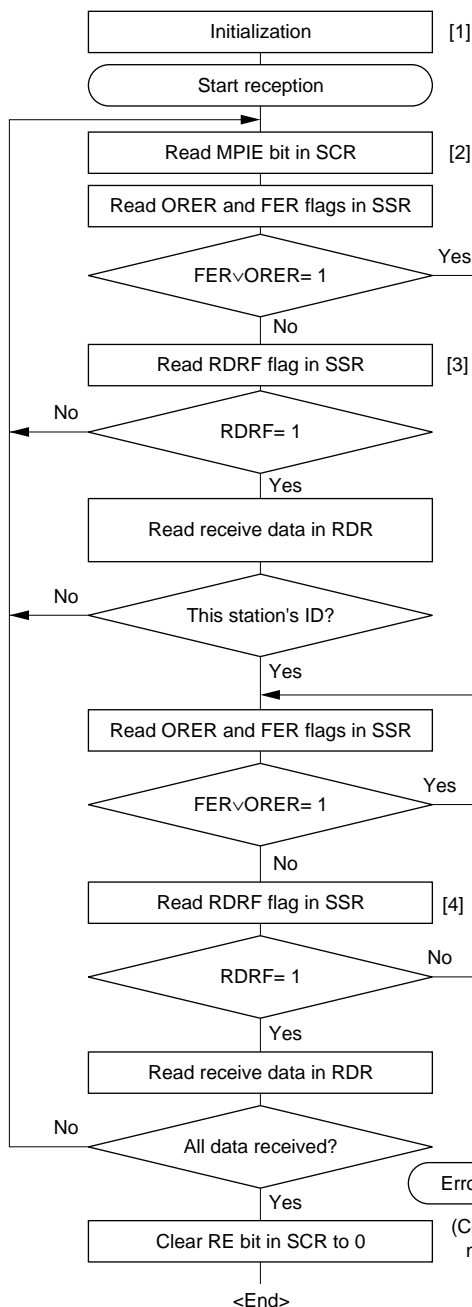 Initialization [1]
Start reception
Read MPIE bit in SCR [2]
Read ORER and FER flags in SSR
Yes
FER∨ORER= 1
No
Read RDRF flag in SSR [3]
No
RDRF= 1
Yes
Read receive data in RDR
No
This station's ID?
Yes
Read ORER and FER flags in SSR
Yes
FER∨ORER= 1
No
Read RDRF flag in SSR [4]
No
RDRF= 1
Yes
Read receive data in RDR
No
All data received?
Yes
Clear RE bit in SCR to 0
<End>